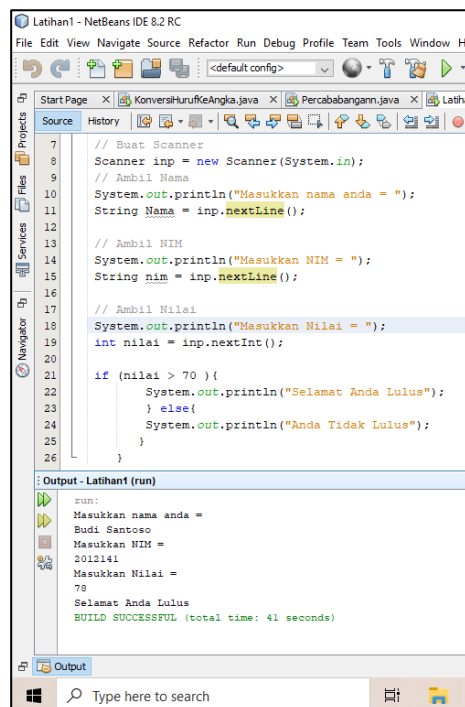 Latihan1 - NetBeans IDE 8.2 RC
File Edit View Navigate Source Refactor Run Debug Profile Team Tools Window H
<default config>
Start Page KonversiHurufKeAngka.java Percababangann.java Latiha
Source History
Projects
Files
Services
Navigator
7 // Buat Scanner
8 Scanner inp = new Scanner(System.in);
9 // Ambil Nama
10 System.out.println("Masukkan nama anda = ");
11 String Nama = inp.nextLine();
12
13 // Ambil NIM
14 System.out.println("Masukkan NIM = ");
15 String nim = inp.nextLine();
16
17 // Ambil Nilai
18 System.out.println("Masukkan Nilai = ");
19 int nilai = inp.nextInt();
20
21 if (nilai > 70 ){
22 System.out.println("Selamat Anda Lulus");
23 } else{
24 System.out.println("Anda Tidak Lulus");
25 }
26 }
Output - Latihan1 (run)
run:
Masukkan nama anda =
Budi Santoso
Masukkan NIM =
2012141
Masukkan Nilai =
78
Selamat Anda Lulus
BUILD SUCCESSFUL (total time: 41 seconds)
Output
Type here to search